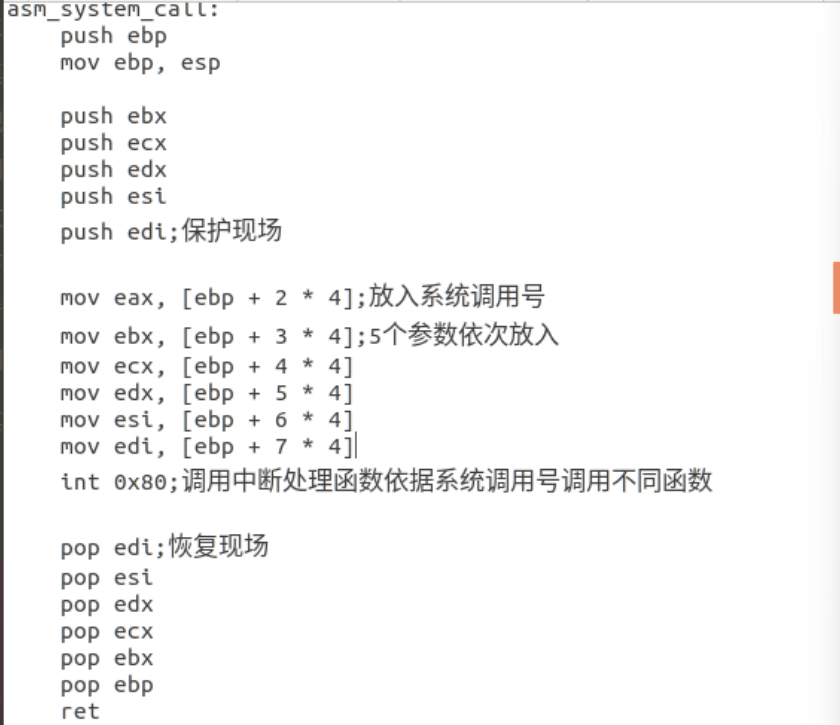 asm_system_call:
push ebp
mov ebp, esp
push ebx
push ecx
push edx
push esi
push edi;保护现场
mov eax, [ebp + 2 * 4];放入系统调用号
mov ebx, [ebp + 3 * 4];5个参数依次放入
mov ecx, [ebp + 4 * 4]
mov edx, [ebp + 5 * 4]
mov esi, [ebp + 6 * 4]
mov edi, [ebp + 7 * 4]
int 0x80;调用中断处理函数依据系统调用号调用不同函数
pop edi;恢复现场
pop esi
pop edx
pop ecx
pop ebx
pop ebp
ret